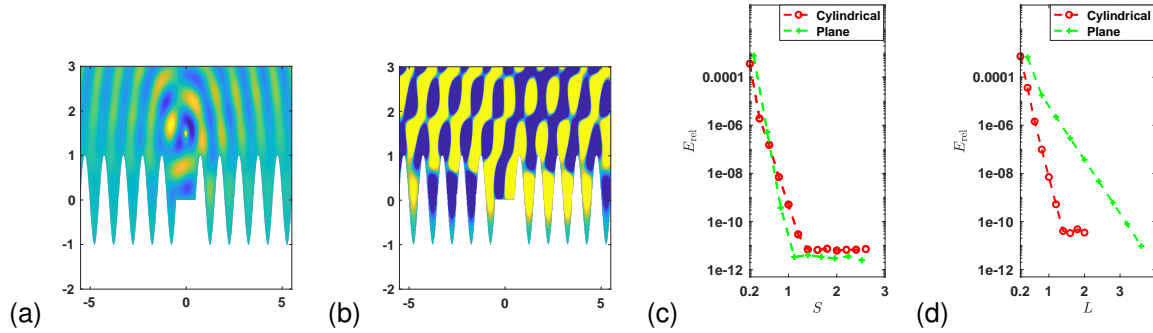 (a)
3
2
1
0
-1
-2
-5
0
5
(b)
3
2
1
0
-1
-2
-5
0
5
(c)
Cylindrical
Plane
0.0001
1e-06
1e-08
1e-10
1e-12
E_rel
0.2
1
2
3
S
(d)
Cylindrical
Plane
0.0001
1e-06
1e-08
1e-10
1e-12
E_rel
0.2
1
2
3
L